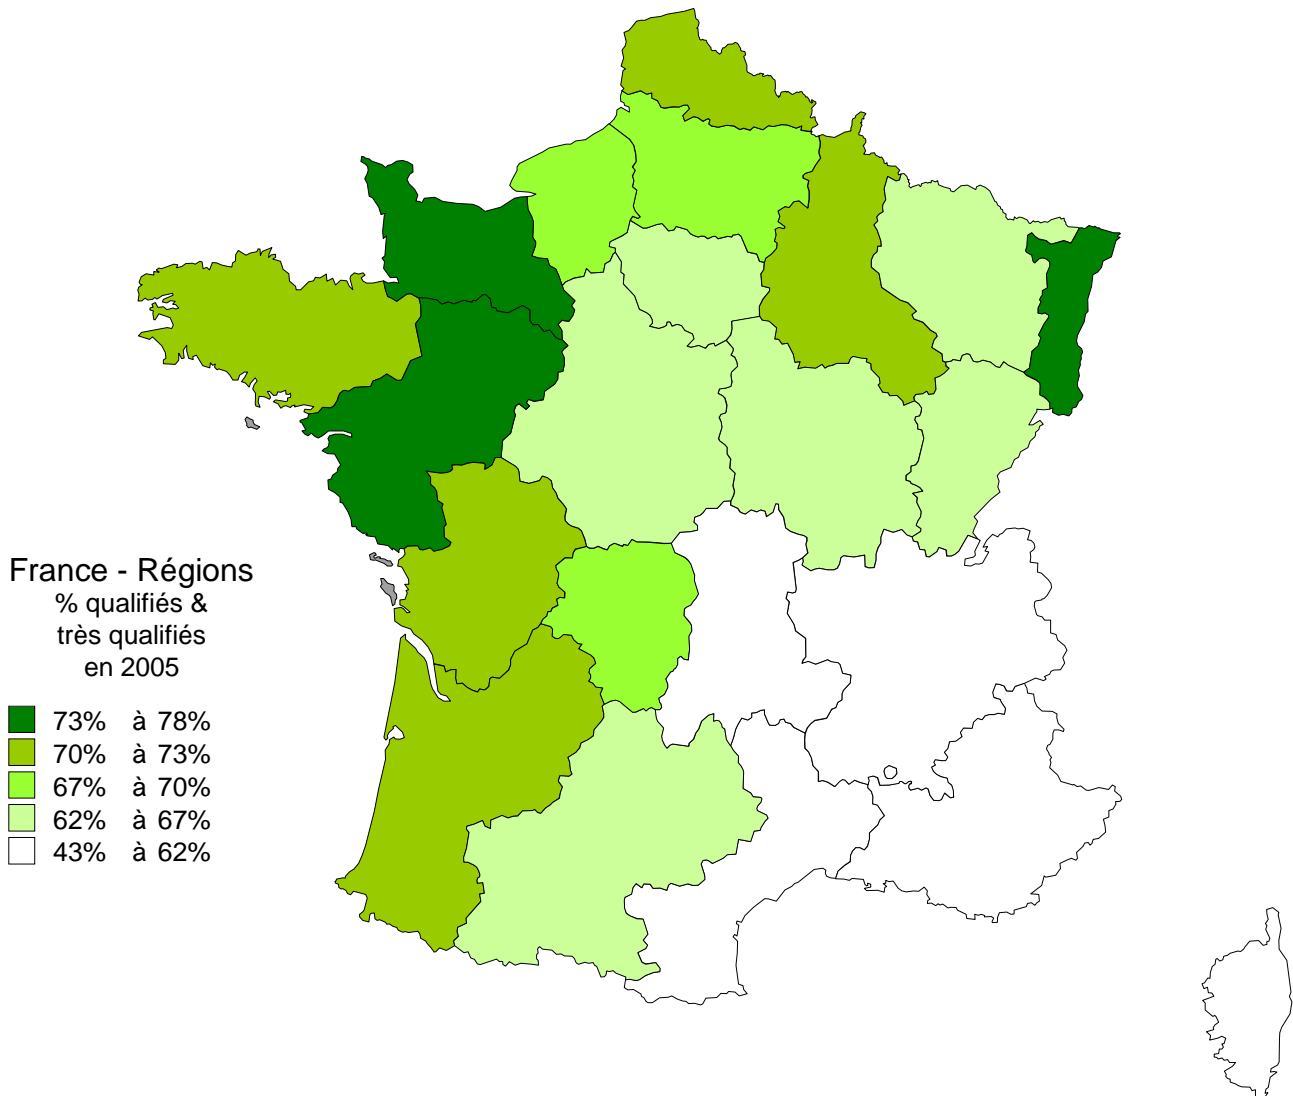 France - Régions
% qualifiés &
très qualifiés
en 2005
73% à 78%
70% à 73%
67% à 70%
62% à 67%
43% à 62%